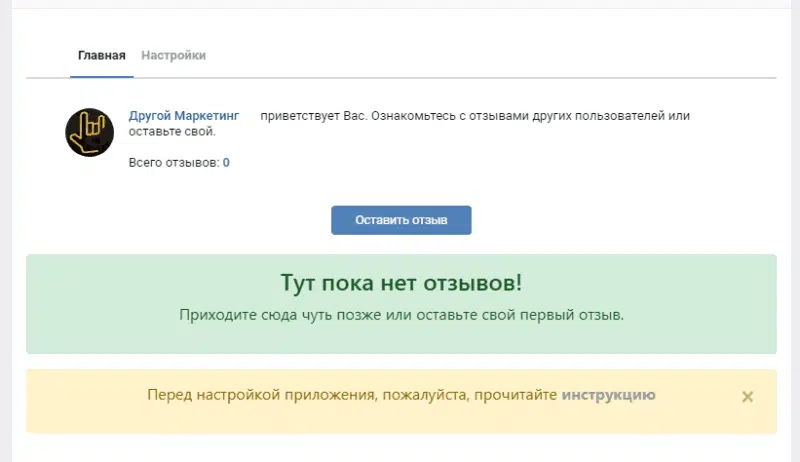 Главная Настройки
Другой Маркетинг приветствует Вас. Ознакомьтесь с отзывами других пользователей или
оставьте свой.
Всего отзывов: 0
Оставить отзыв
Тут пока нет отзывов!
Приходите сюда чуть позже или оставьте свой первый отзыв.
Перед настройкой приложения, пожалуйста, прочитайте инструкцию ×